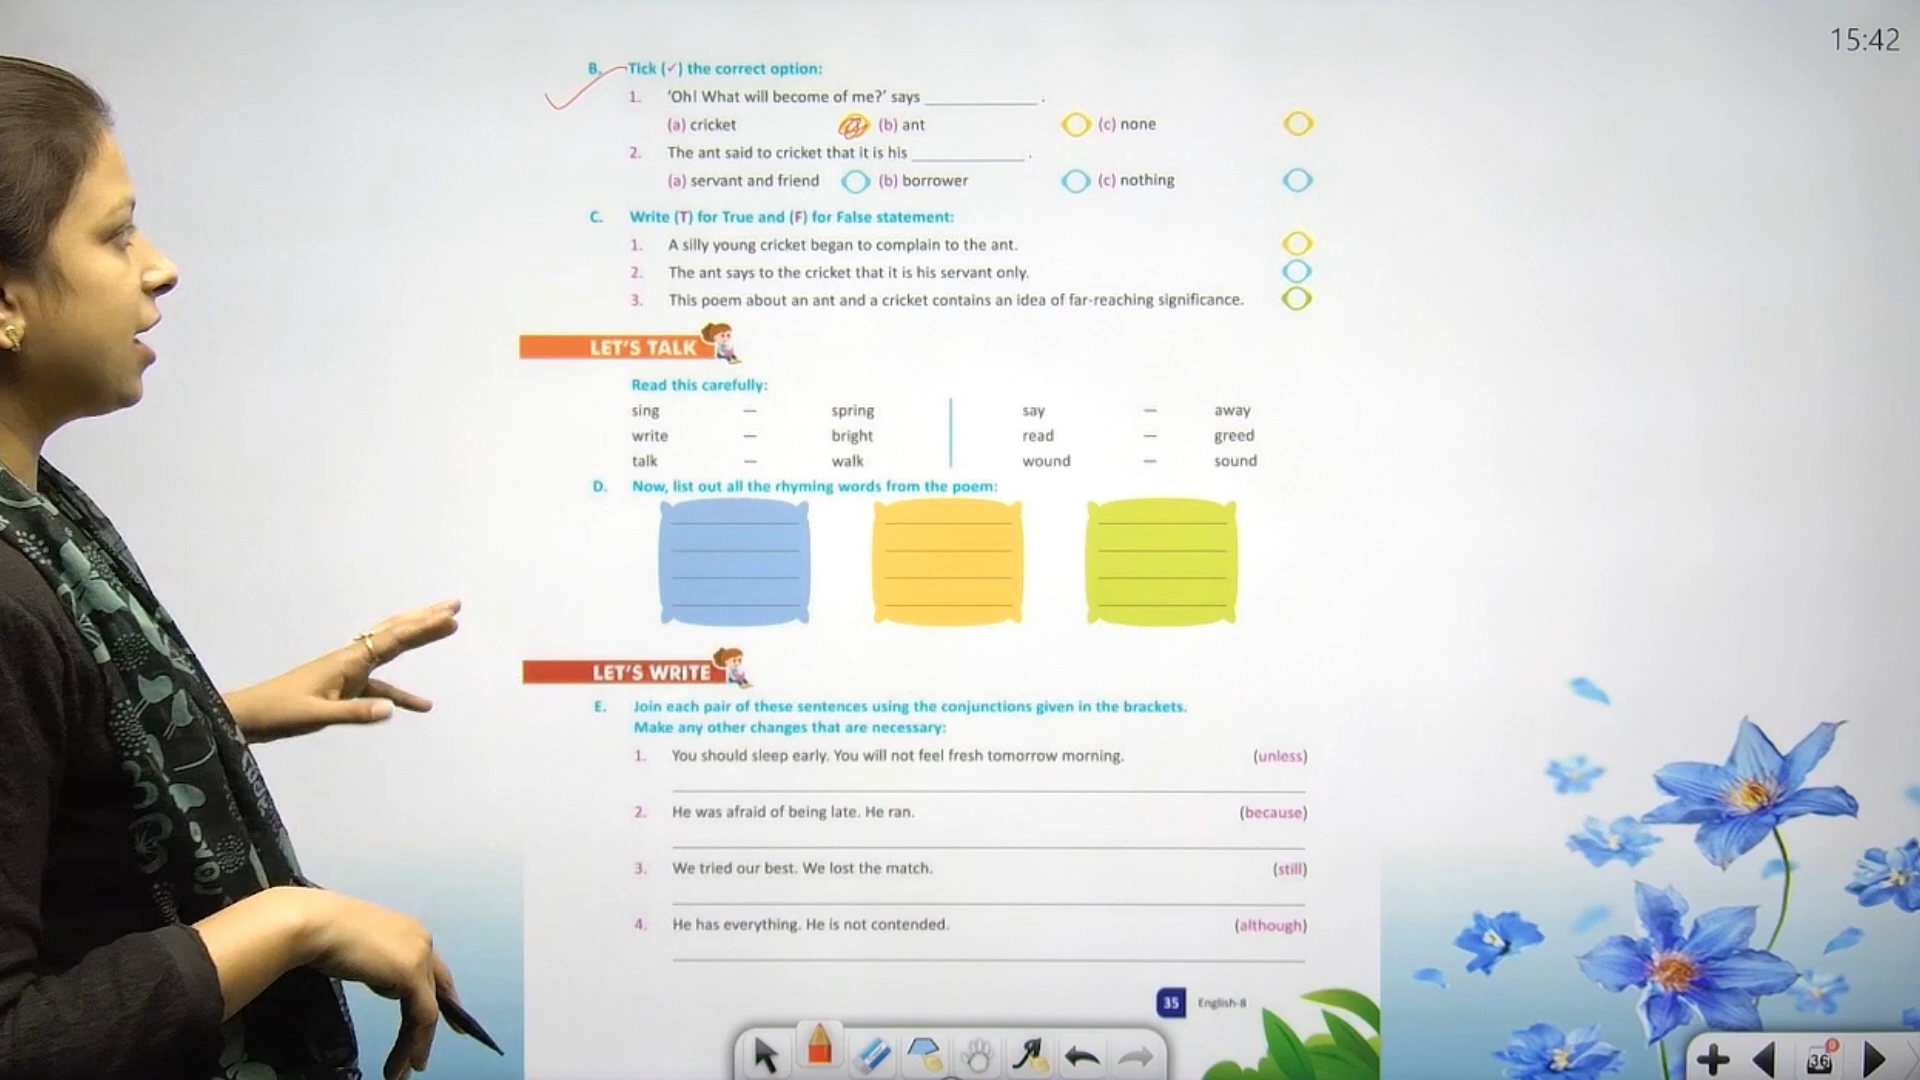 15:42
B. Tick (✓) the correct option:
1. ‘Oh! What will become of me?’ says ____________ .
(a) cricket (b) ant (c) none
2. The ant said to cricket that it is his ____________ .
(a) servant and friend (b) borrower (c) nothing
C. Write (T) for True and (F) for False statement:
1. A silly young cricket began to complain to the ant.
2. The ant says to the cricket that it is his servant only.
3. This poem about an ant and a cricket contains an idea of far-reaching significance.
LET'S TALK
Read this carefully:
sing — spring say — away
write — bright read — greed
talk — walk wound — sound
D. Now, list out all the rhyming words from the poem:
LET'S WRITE
E. Join each pair of these sentences using the conjunctions given in the brackets.
Make any other changes that are necessary:
1. You should sleep early. You will not feel fresh tomorrow morning. (unless)
2. He was afraid of being late. He ran. (because)
3. We tried our best. We lost the match. (still)
4. He has everything. He is not contended. (although)
35 English-8
36
0